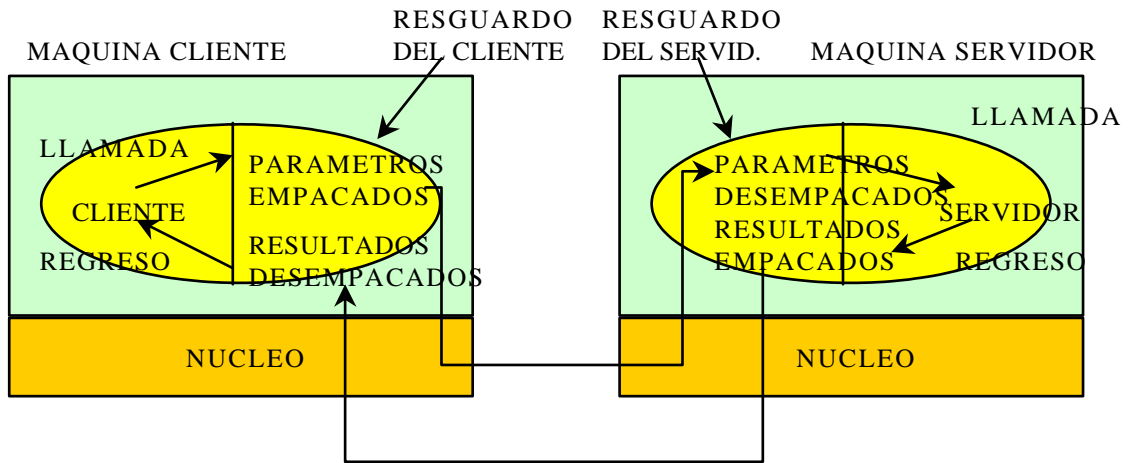 MAQUINA CLIENTE
RESGUARDO
DEL CLIENTE
RESGUARDO
DEL SERVID.
MAQUINA SERVIDOR
LLAMADA
CLIENTE
REGRESO
PARAMETROS
EMPACADOS
RESULTADOS
DESEMPACADOS
NUCLEO
PARAMETROS
DESEMPACADOS
RESULTADOS
EMPACADOS
LLAMADA
SERVIDOR
REGRESO
NUCLEO